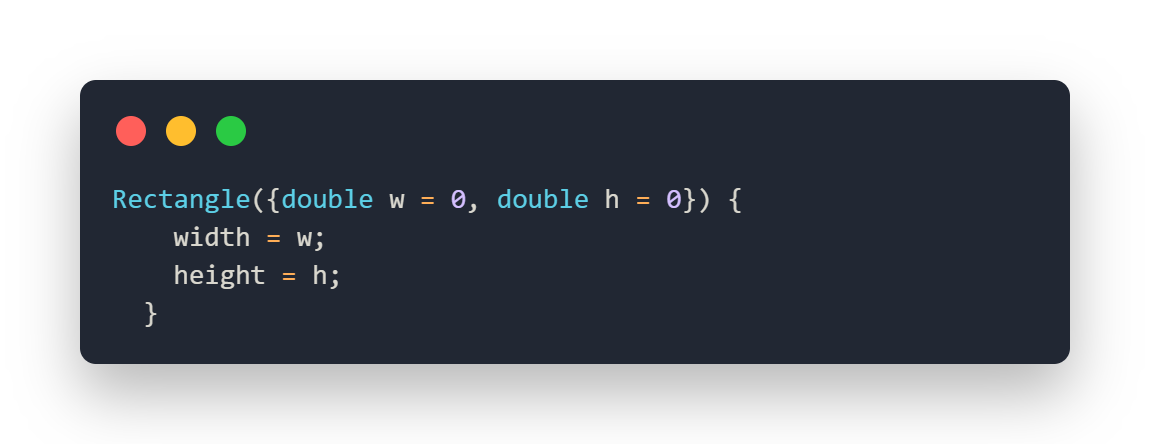 Rectangle({double w = 0, double h = 0}) {
    width = w;
    height = h;
  }